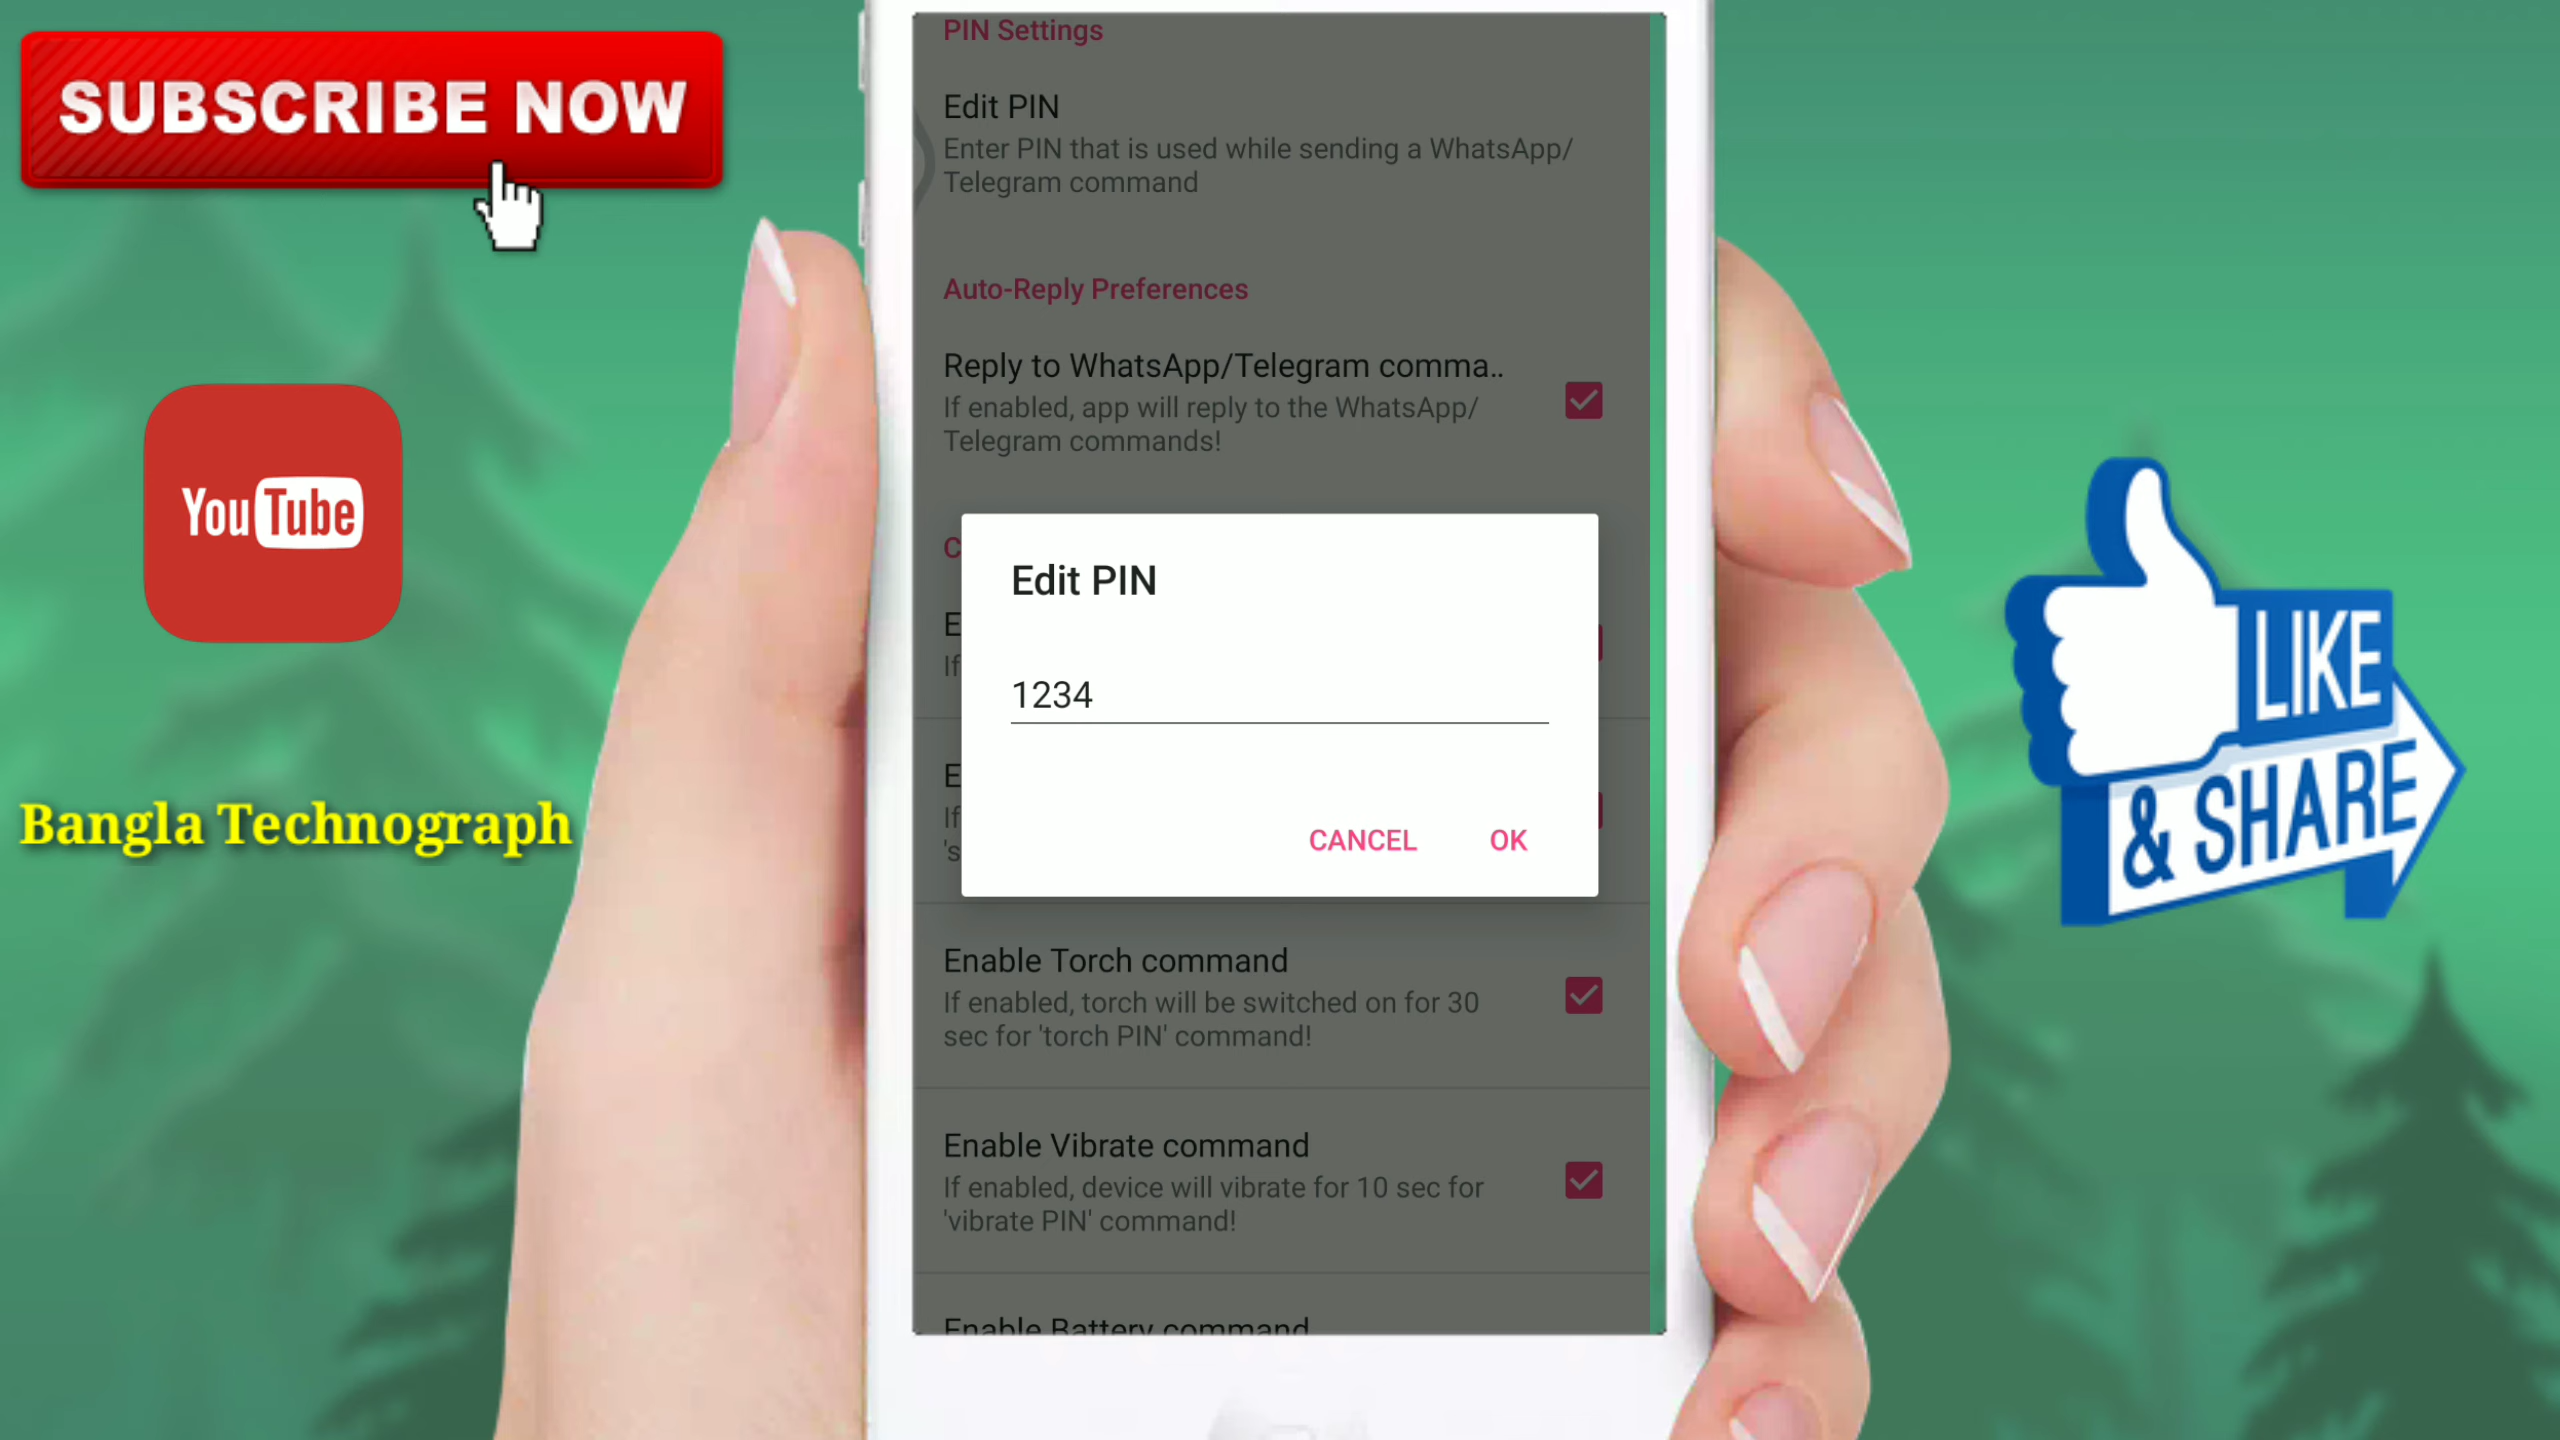 SUBSCRIBE NOW
YouTube
Bangla Technograph
PIN Settings
Edit PIN
Enter PIN that is used while sending a WhatsApp/
Telegram command
Auto-Reply Preferences
Reply to WhatsApp/Telegram comma..
If enabled, app will reply to the WhatsApp/
Telegram commands!
C
E
If
E
If
's
Edit PIN
1234
CANCEL OK
Enable Torch command
If enabled, torch will be switched on for 30
sec for 'torch PIN' command!
Enable Vibrate command
If enabled, device will vibrate for 10 sec for
'vibrate PIN' command!
Enable Battery command
LIKE
& SHARE